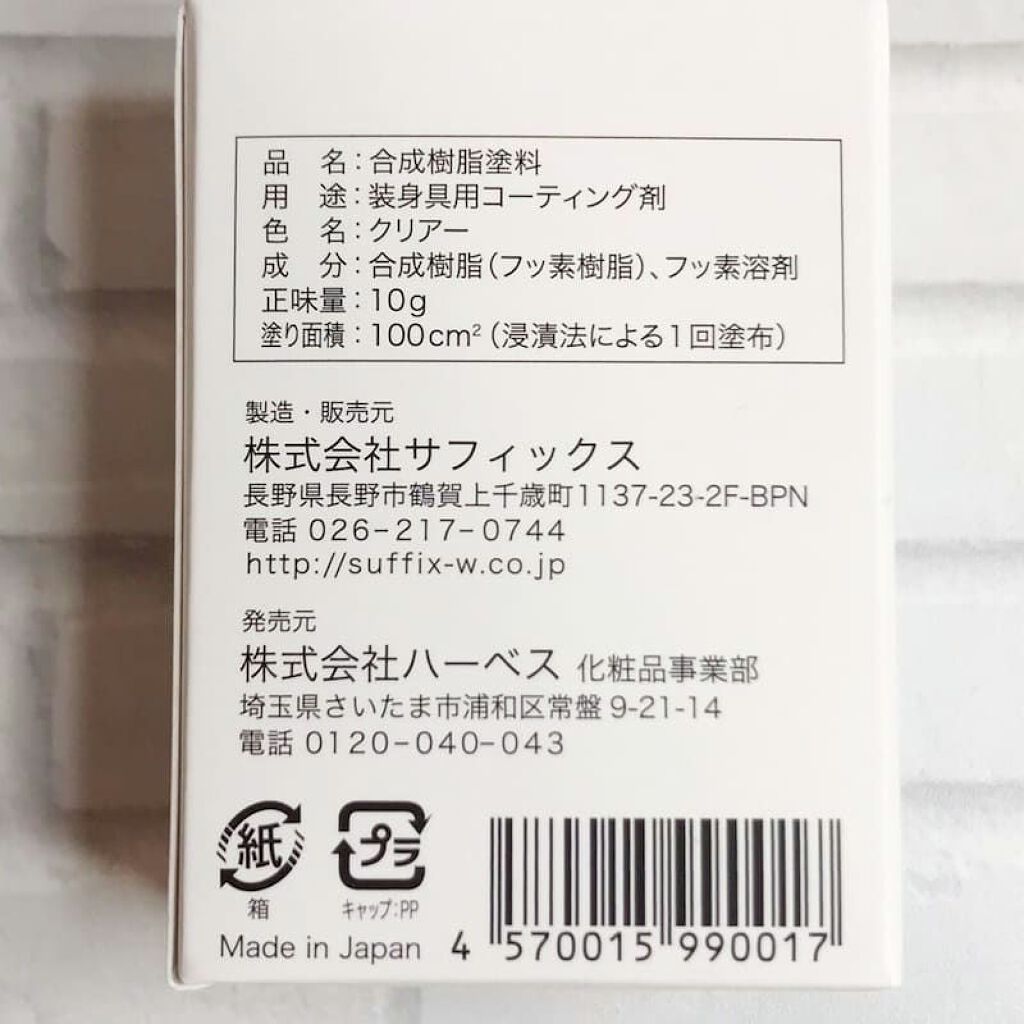 品　名：合成樹脂塗料
用　途：装身具用コーティング剤
色　名：クリアー
成　分：合成樹脂（フッ素樹脂）、フッ素溶剤
正味量：10g
塗り面積：100cm²（浸漬法による1回塗布）
製造・販売元
株式会社サフィックス
長野県長野市鶴賀上千歳町1137-23-2F-BPN
電話 026-217-0744
http://suffix-w.co.jp
発売元
株式会社ハーベス 化粧品事業部
埼玉県さいたま市浦和区常盤 9-21-14
電話 0120-040-043
紙 プラ
箱 キャップ:PP
Made in Japan 4 570015 990017